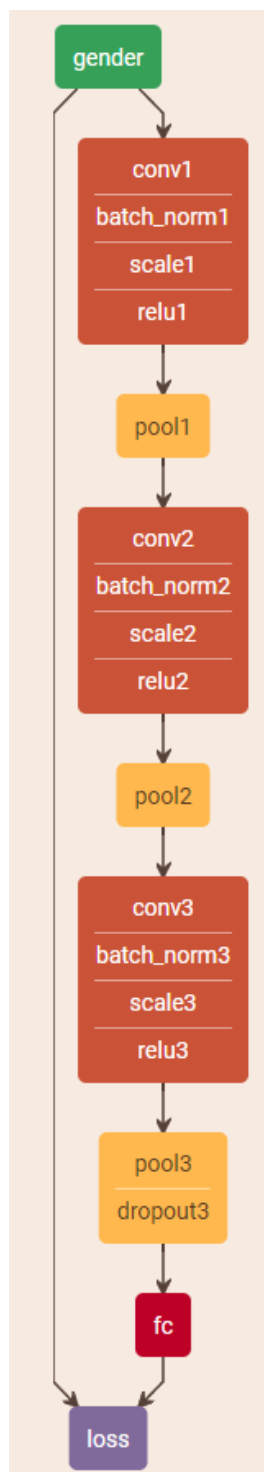 gender
conv1
batch_norm1
scale1
relu1
pool1
conv2
batch_norm2
scale2
relu2
pool2
conv3
batch_norm3
scale3
relu3
pool3
dropout3
fc
loss